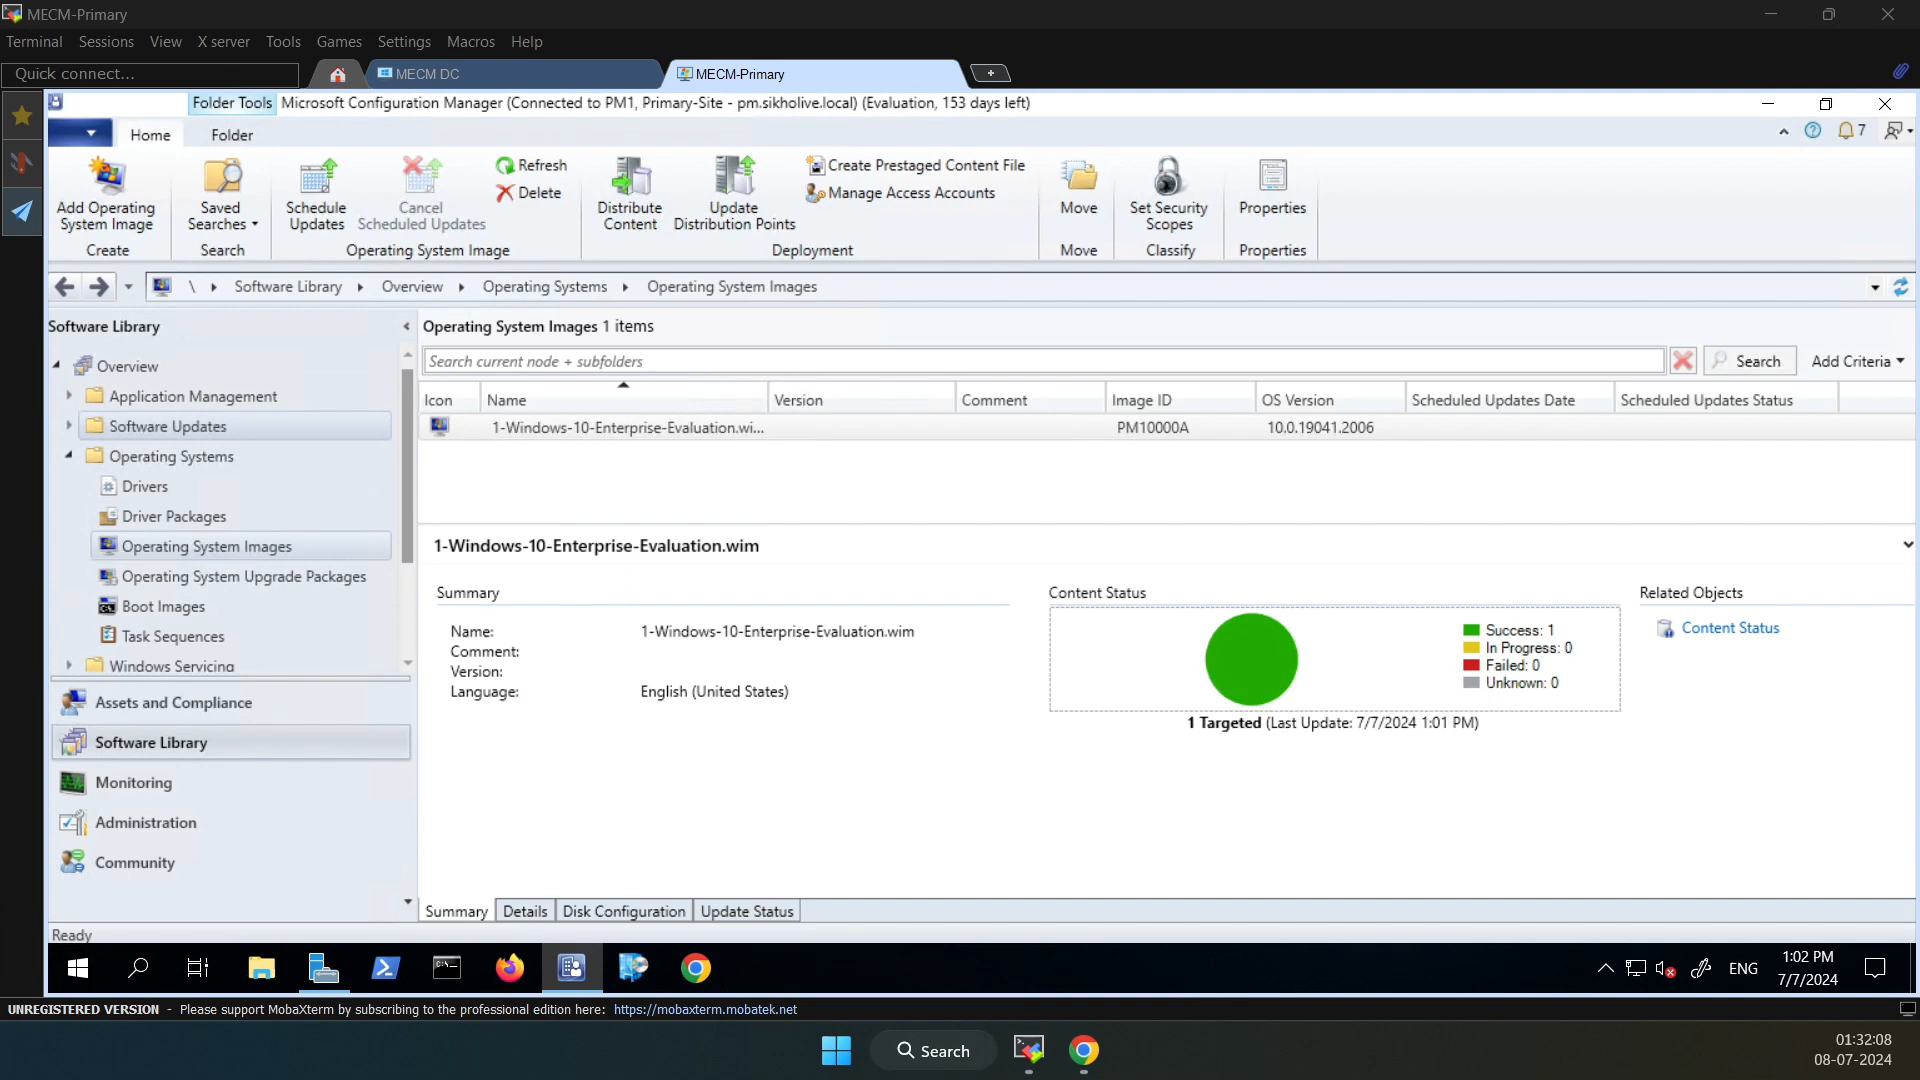 MECM-Primary
Terminal Sessions View X server Tools Games Settings Macros Help
Quick connect...
MECM DC
MECM-Primary
Folder Tools Microsoft Configuration Manager (Connected to PM1, Primary-Site - pm.sikholive.local) (Evaluation, 153 days left)
Home Folder
7
Add Operating System Image
Create
Saved Searches
Search
Schedule Updates
Cancel Scheduled Updates
Refresh
Delete
Operating System Image
Distribute Content
Update Distribution Points
Create Prestaged Content File
Manage Access Accounts
Deployment
Move
Move
Set Security Scopes
Classify
Properties
Properties
\ Software Library Overview Operating Systems Operating System Images
Software Library
Overview
Application Management
Software Updates
Operating Systems
Drivers
Driver Packages
Operating System Images
Operating System Upgrade Packages
Boot Images
Task Sequences
Windows Servicing
Assets and Compliance
Software Library
Monitoring
Administration
Community
Operating System Images 1 items
Search current node + subfolders
Search
Add Criteria
Icon Name Version Comment Image ID OS Version Scheduled Updates Date Scheduled Updates Status
1-Windows-10-Enterprise-Evaluation.wi... PM10000A 10.0.19041.2006
1-Windows-10-Enterprise-Evaluation.wim
Summary
Name: 1-Windows-10-Enterprise-Evaluation.wim
Comment:
Version:
Language: English (United States)
Content Status
Success: 1
In Progress: 0
Failed: 0
Unknown: 0
1 Targeted (Last Update: 7/7/2024 1:01 PM)
Related Objects
Content Status
Summary Details Disk Configuration Update Status
Ready
ENG
1:02 PM
7/7/2024
UNREGISTERED VERSION - Please support MobaXterm by subscribing to the professional edition here: https://mobaxterm.mobatek.net
Search
01:32:08
08-07-2024